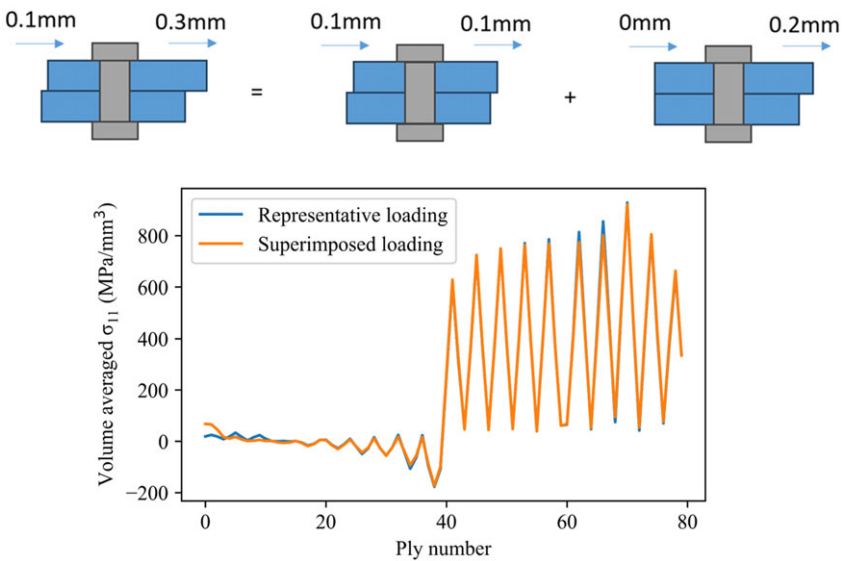 0.1mm 0.3mm 0.1mm 0.1mm 0mm 0.2mm
= +
Representative loading
Superimposed loading
Volume averaged σ₁₁ (MPa/mm³)
800
600
400
200
0
−200
0 20 40 60 80
Ply number